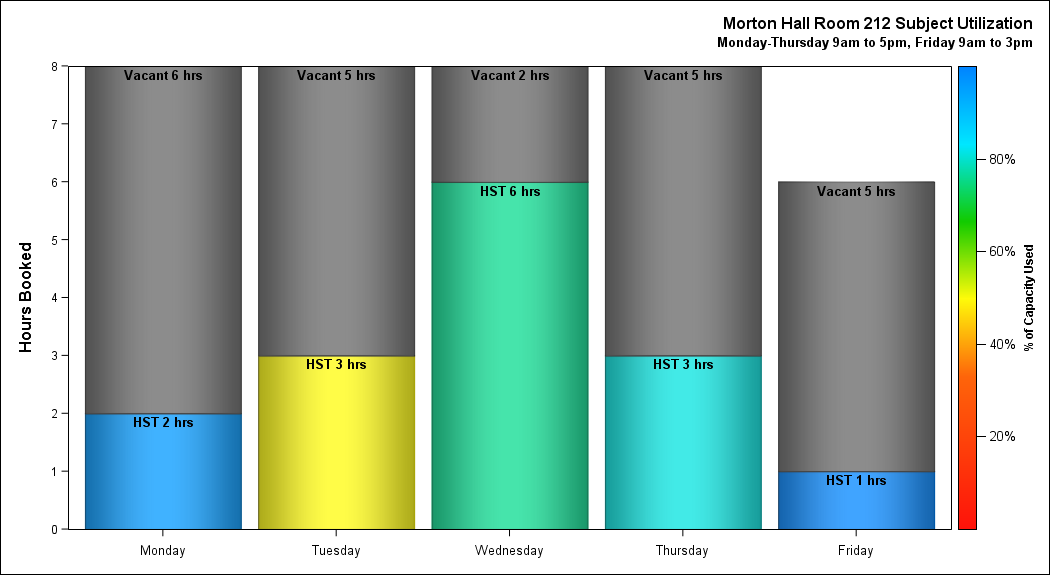 Morton Hall Room 212 Subject Utilization
Monday-Thursday 9am to 5pm, Friday 9am to 3pm
Hours Booked
8
7
6
5
4
3
2
1
0
Vacant 6 hrs
HST 2 hrs
Vacant 5 hrs
HST 3 hrs
Vacant 2 hrs
HST 6 hrs
Vacant 5 hrs
HST 3 hrs
Vacant 5 hrs
HST 1 hrs
Monday
Tuesday
Wednesday
Thursday
Friday
80%
60%
40%
20%
% of Capacity Used